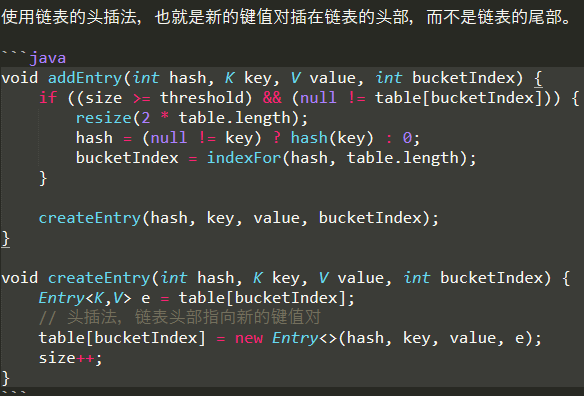 使用链表的头插法，也就是新的键值对插在链表的头部，而不是链表的尾部。
```java
void addEntry(int hash, K key, V value, int bucketIndex) {
    if ((size >= threshold) && (null != table[bucketIndex])) {
        resize(2 * table.length);
        hash = (null != key) ? hash(key) : 0;
        bucketIndex = indexFor(hash, table.length);
    }
    createEntry(hash, key, value, bucketIndex);
}
void createEntry(int hash, K key, V value, int bucketIndex) {
    Entry<K,V> e = table[bucketIndex];
    // 头插法，链表头部指向新的键值对
    table[bucketIndex] = new Entry<>(hash, key, value, e);
    size++;
}
```